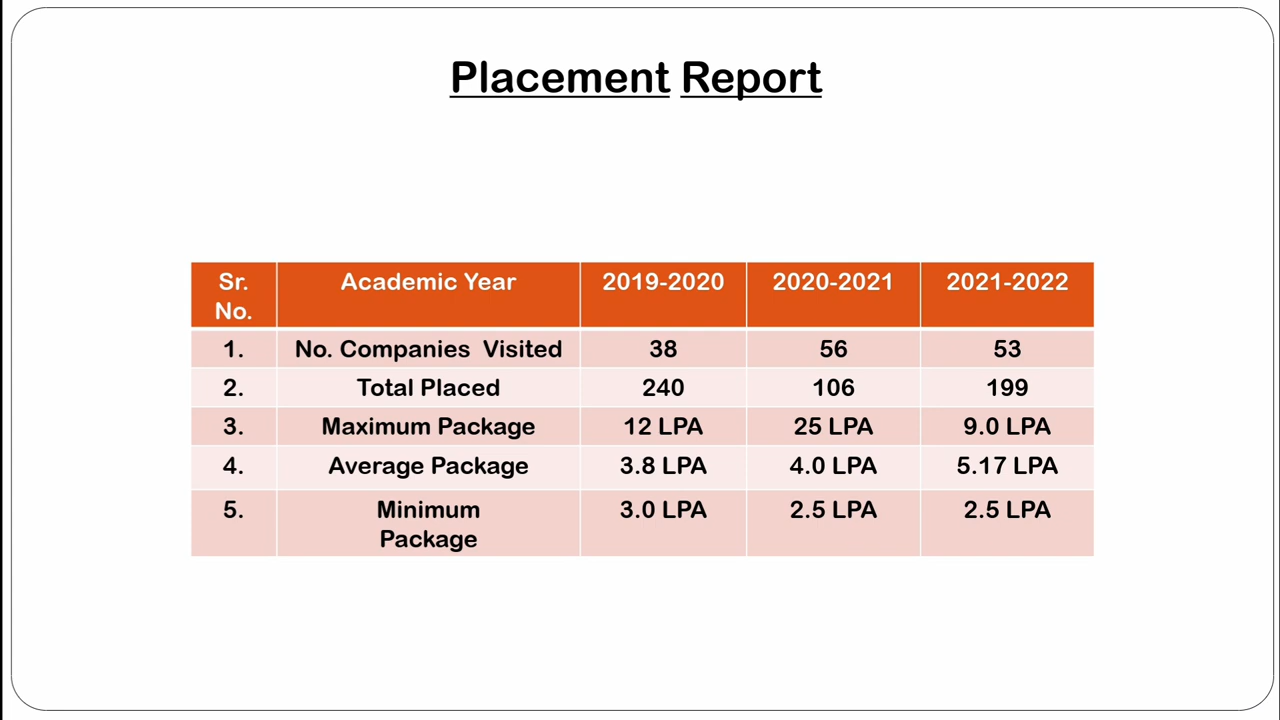 Placement Report
Sr. No. Academic Year 2019-2020 2020-2021 2021-2022
1. No. Companies Visited 38 56 53
2. Total Placed 240 106 199
3. Maximum Package 12 LPA 25 LPA 9.0 LPA
4. Average Package 3.8 LPA 4.0 LPA 5.17 LPA
5. Minimum Package 3.0 LPA 2.5 LPA 2.5 LPA